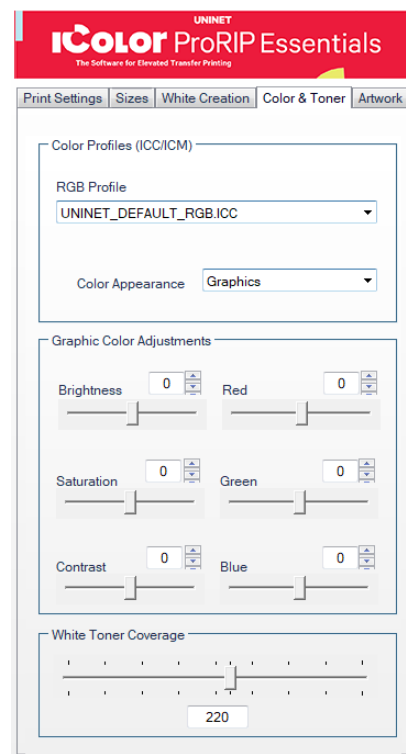 UNINET
IColor ProRIP Essentials
The Software for Elevated Transfer Printing
Print Settings Sizes White Creation Color & Toner Artwork
Color Profiles (ICC/ICM)
RGB Profile
UNINET_DEFAULT_RGB.ICC
Color Appearance Graphics
Graphic Color Adjustments
Brightness 0 Red 0
Saturation 0 Green 0
Contrast 0 Blue 0
White Toner Coverage
220